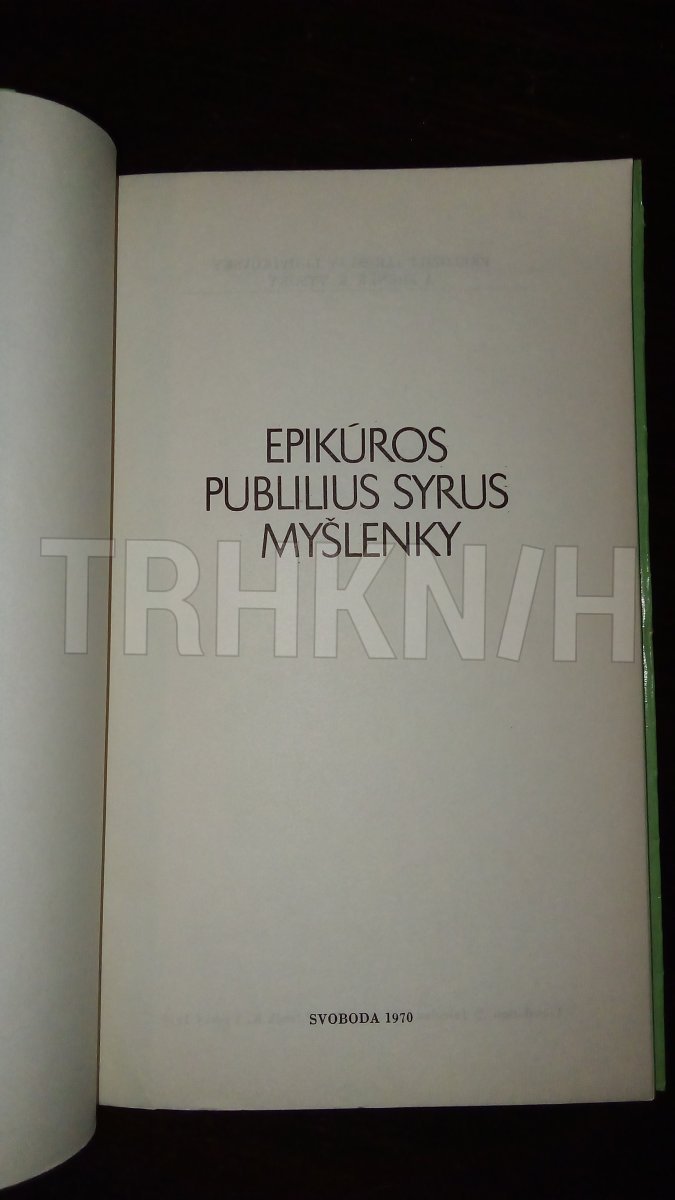 EPIKÚROS
PUBLILIUS SYRUS
MYŠLENKY
TRHKNIH
SVOBODA 1970